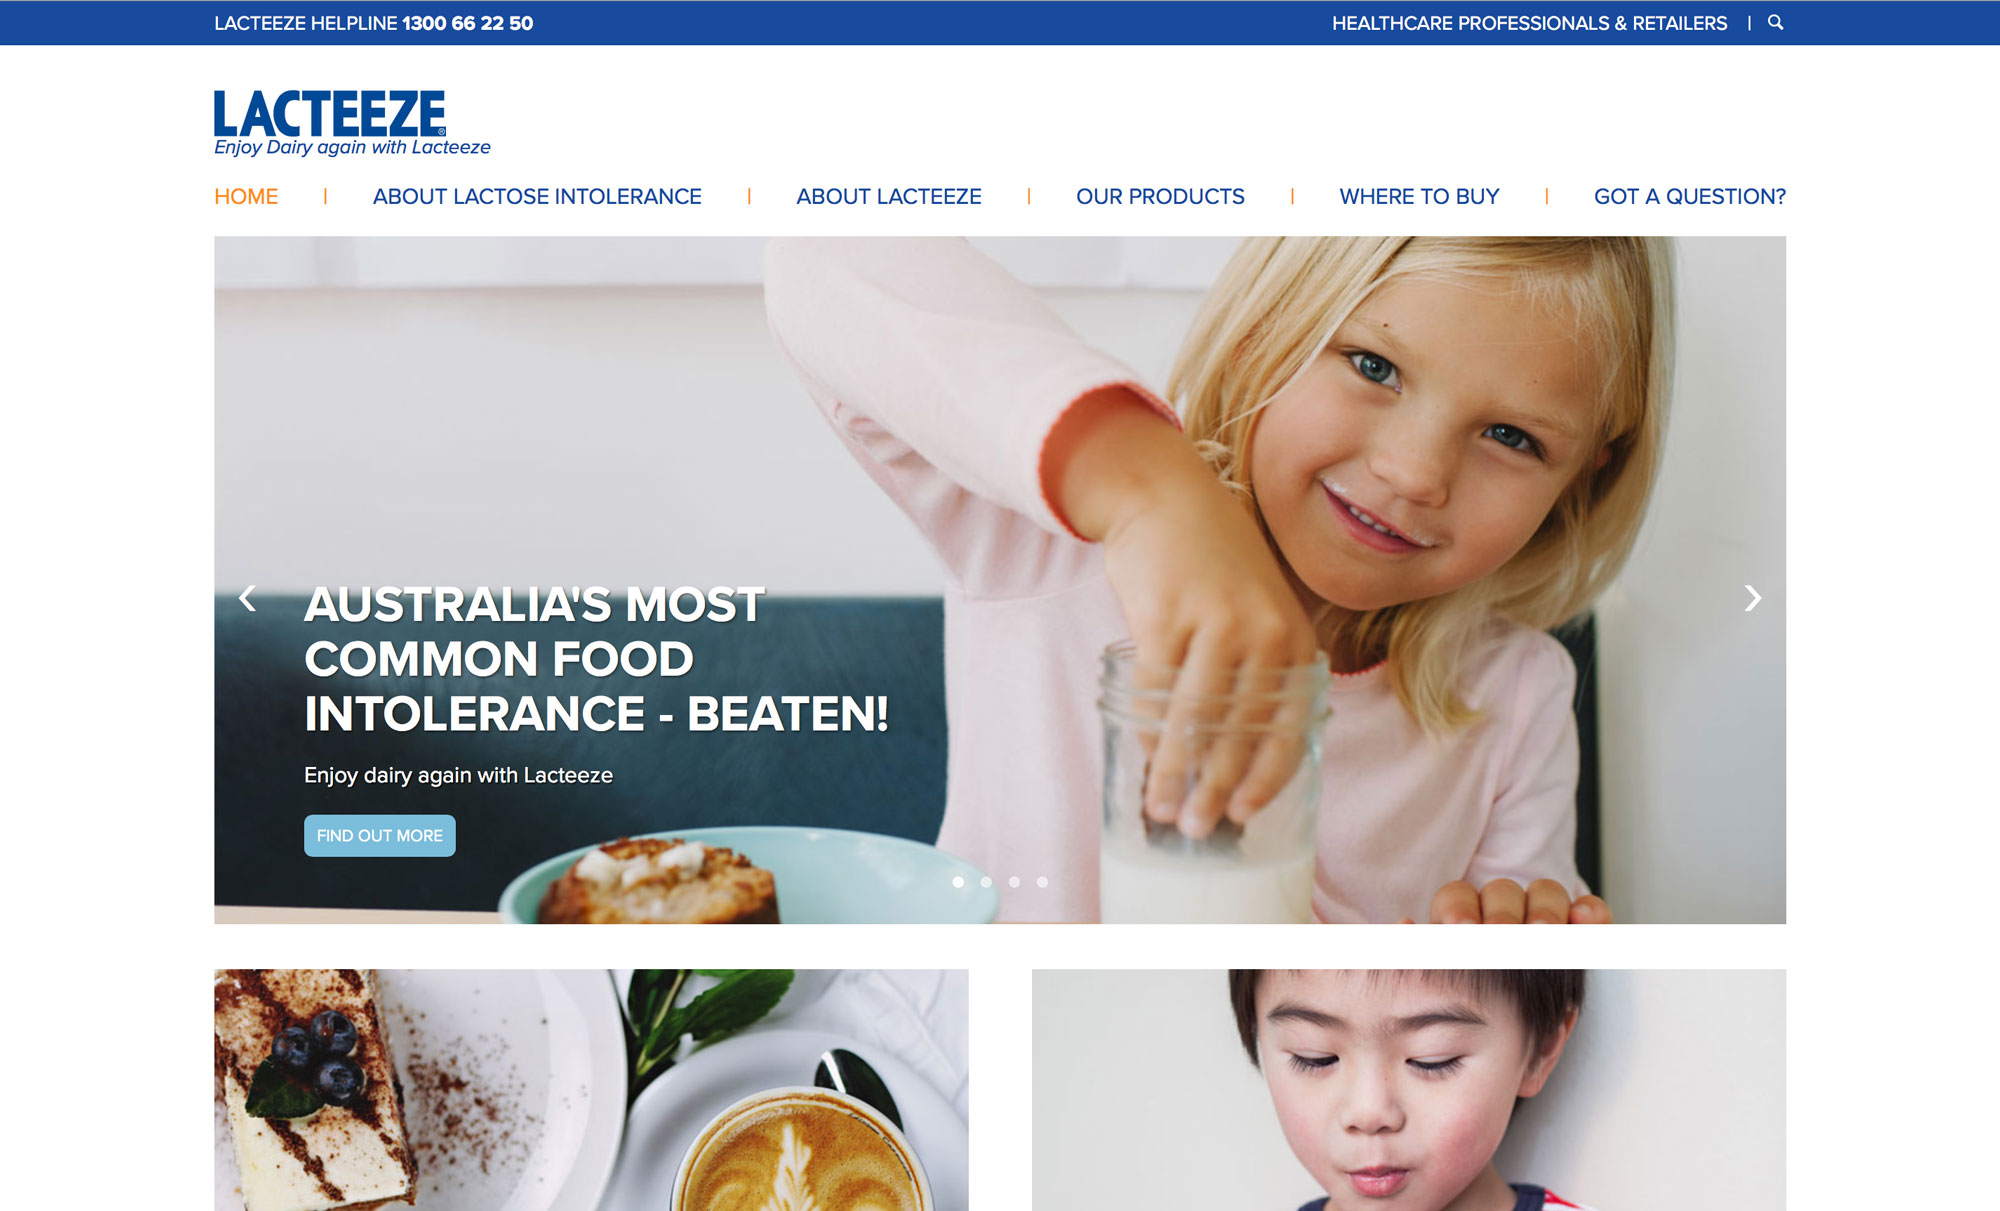 LACTEEZE HELPLINE 1300 66 22 50
HEALTHCARE PROFESSIONALS & RETAILERS |
LACTEEZE®
Enjoy Dairy again with Lacteeze
HOME | ABOUT LACTOSE INTOLERANCE | ABOUT LACTEEZE | OUR PRODUCTS | WHERE TO BUY | GOT A QUESTION?
AUSTRALIA'S MOST
COMMON FOOD
INTOLERANCE - BEATEN!
Enjoy dairy again with Lacteeze
FIND OUT MORE